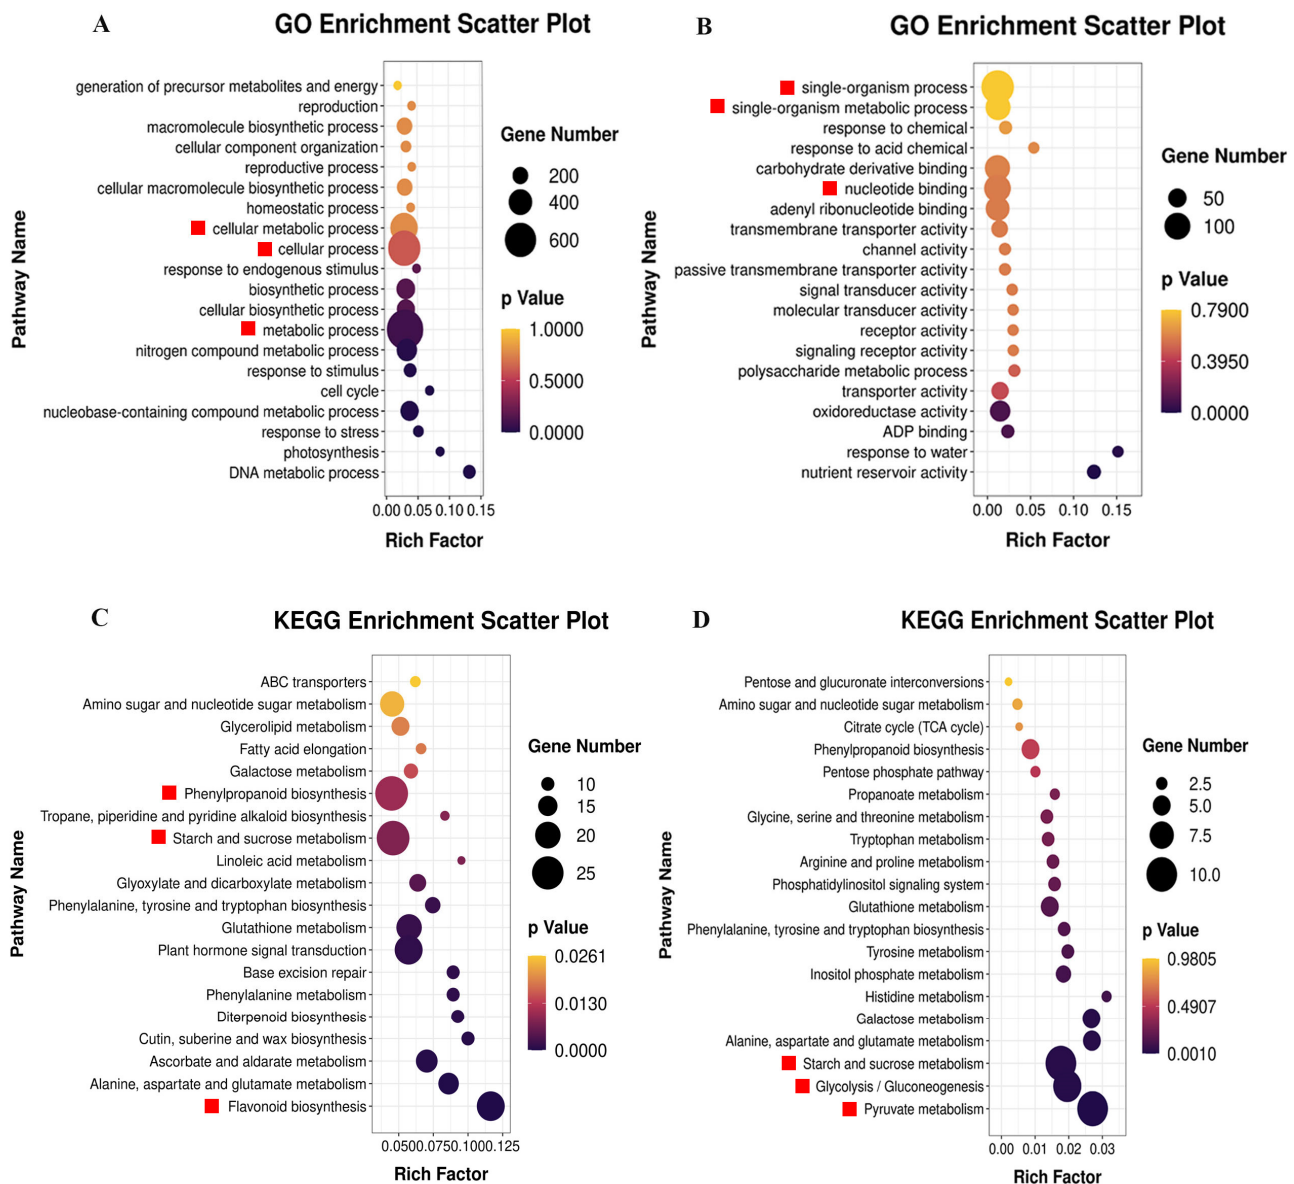 A
GO Enrichment Scatter Plot
Pathway Name
generation of precursor metabolites and energy
reproduction
macromolecule biosynthetic process
cellular component organization
reproductive process
cellular macromolecule biosynthetic process
homeostatic process
cellular metabolic process
cellular process
response to endogenous stimulus
biosynthetic process
cellular biosynthetic process
metabolic process
nitrogen compound metabolic process
response to stimulus
cell cycle
nucleobase-containing compound metabolic process
response to stress
photosynthesis
DNA metabolic process
0.00 0.05 0.10 0.15
Rich Factor
Gene Number
200
400
600
p Value
1.0000
0.5000
0.0000
B
GO Enrichment Scatter Plot
Pathway Name
single-organism process
single-organism metabolic process
response to chemical
response to acid chemical
carbohydrate derivative binding
nucleotide binding
adenyl ribonucleotide binding
transmembrane transporter activity
channel activity
passive transmembrane transporter activity
signal transducer activity
molecular transducer activity
receptor activity
signaling receptor activity
polysaccharide metabolic process
transporter activity
oxidoreductase activity
ADP binding
response to water
nutrient reservoir activity
0.00 0.05 0.10 0.15
Rich Factor
Gene Number
50
100
p Value
0.7900
0.3950
0.0000
C
KEGG Enrichment Scatter Plot
Pathway Name
ABC transporters
Amino sugar and nucleotide sugar metabolism
Glycerolipid metabolism
Fatty acid elongation
Galactose metabolism
Phenylpropanoid biosynthesis
Tropane, piperidine and pyridine alkaloid biosynthesis
Starch and sucrose metabolism
Linoleic acid metabolism
Glyoxylate and dicarboxylate metabolism
Phenylalanine, tyrosine and tryptophan biosynthesis
Glutathione metabolism
Plant hormone signal transduction
Base excision repair
Phenylalanine metabolism
Diterpenoid biosynthesis
Cutin, suberine and wax biosynthesis
Ascorbate and aldarate metabolism
Alanine, aspartate and glutamate metabolism
Flavonoid biosynthesis
0.050 0.075 0.100 0.125
Rich Factor
Gene Number
10
15
20
25
p Value
0.0261
0.0130
0.0000
D
KEGG Enrichment Scatter Plot
Pathway Name
Pentose and glucuronate interconversions
Amino sugar and nucleotide sugar metabolism
Citrate cycle (TCA cycle)
Phenylpropanoid biosynthesis
Pentose phosphate pathway
Propanoate metabolism
Glycine, serine and threonine metabolism
Tryptophan metabolism
Arginine and proline metabolism
Phosphatidylinositol signaling system
Glutathione metabolism
Phenylalanine, tyrosine and tryptophan biosynthesis
Tyrosine metabolism
Inositol phosphate metabolism
Histidine metabolism
Galactose metabolism
Alanine, aspartate and glutamate metabolism
Starch and sucrose metabolism
Glycolysis / Gluconeogenesis
Pyruvate metabolism
0.00 0.01 0.02 0.03
Rich Factor
Gene Number
2.5
5.0
7.5
10.0
p Value
0.9805
0.4907
0.0010